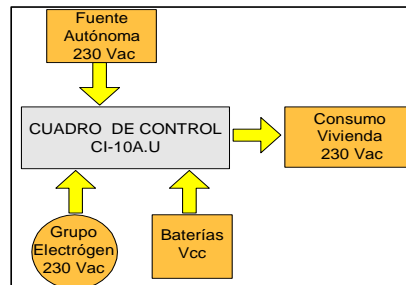 Fuente
Autónoma
230 Vac
CUADRO DE CONTROL
CI-10A.U
Consumo
Vivienda
230 Vac
Grupo
Electrógen
230 Vac
Baterías
Vcc